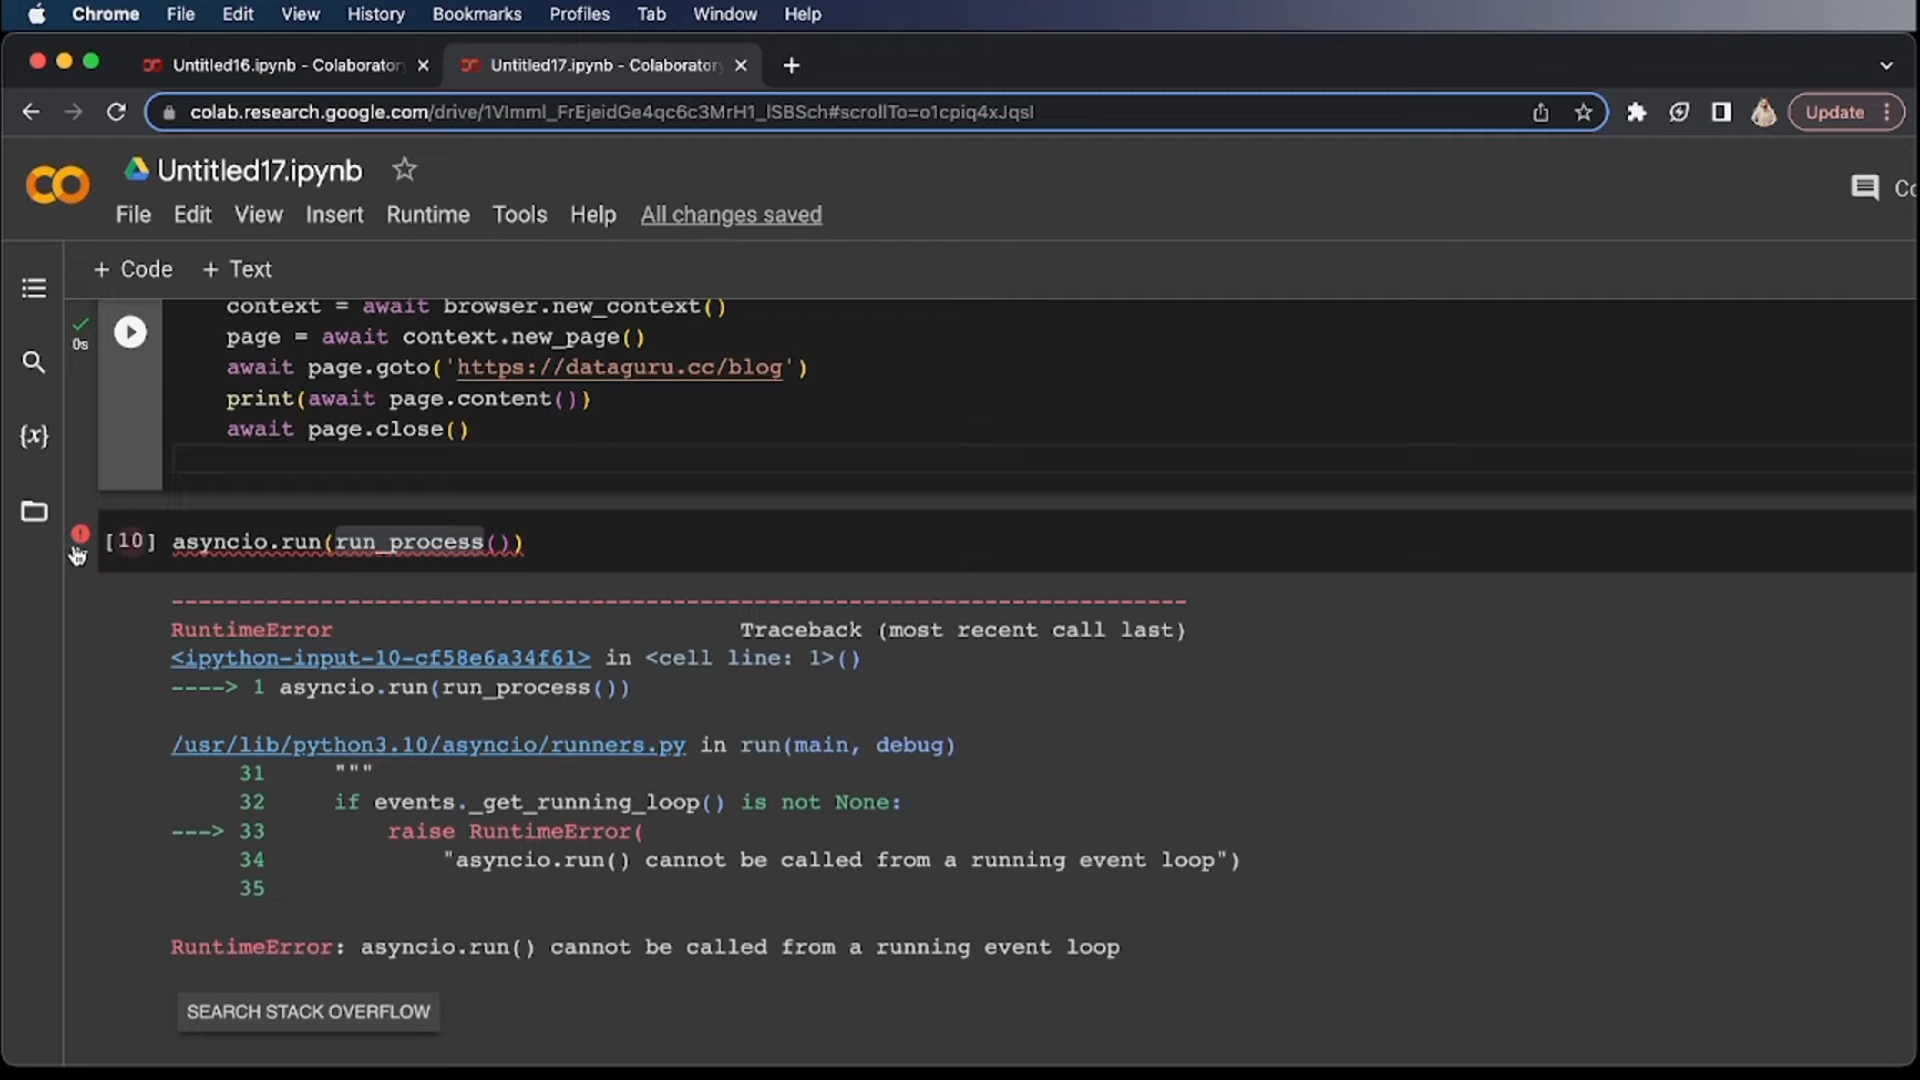 Chrome File Edit View History Bookmarks Profiles Tab Window Help
Untitled16.ipynb - Colaborator Untitled17.ipynb - Colaborator
colab.research.google.com/drive/1VImmI_FrEjeidGe4qc6c3MrH1_lSBSch#scrollTo=o1cpiq4xJqsI Update
Untitled17.ipynb
Co
File Edit View Insert Runtime Tools Help All changes saved
+ Code + Text
context = await browser.new_context()
0s page = await context.new_page()
await page.goto('https://dataguru.cc/blog')
print(await page.content())
{x}
await page.close()
[10] asyncio.run(run_process())
---------------------------------------------------------------------------
RuntimeError Traceback (most recent call last)
<ipython-input-10-cf58e6a34f61> in <cell line: 1>()
----> 1 asyncio.run(run_process())
/usr/lib/python3.10/asyncio/runners.py in run(main, debug)
31 """
32 if events._get_running_loop() is not None:
---> 33 raise RuntimeError(
34 "asyncio.run() cannot be called from a running event loop")
35
RuntimeError: asyncio.run() cannot be called from a running event loop
SEARCH STACK OVERFLOW